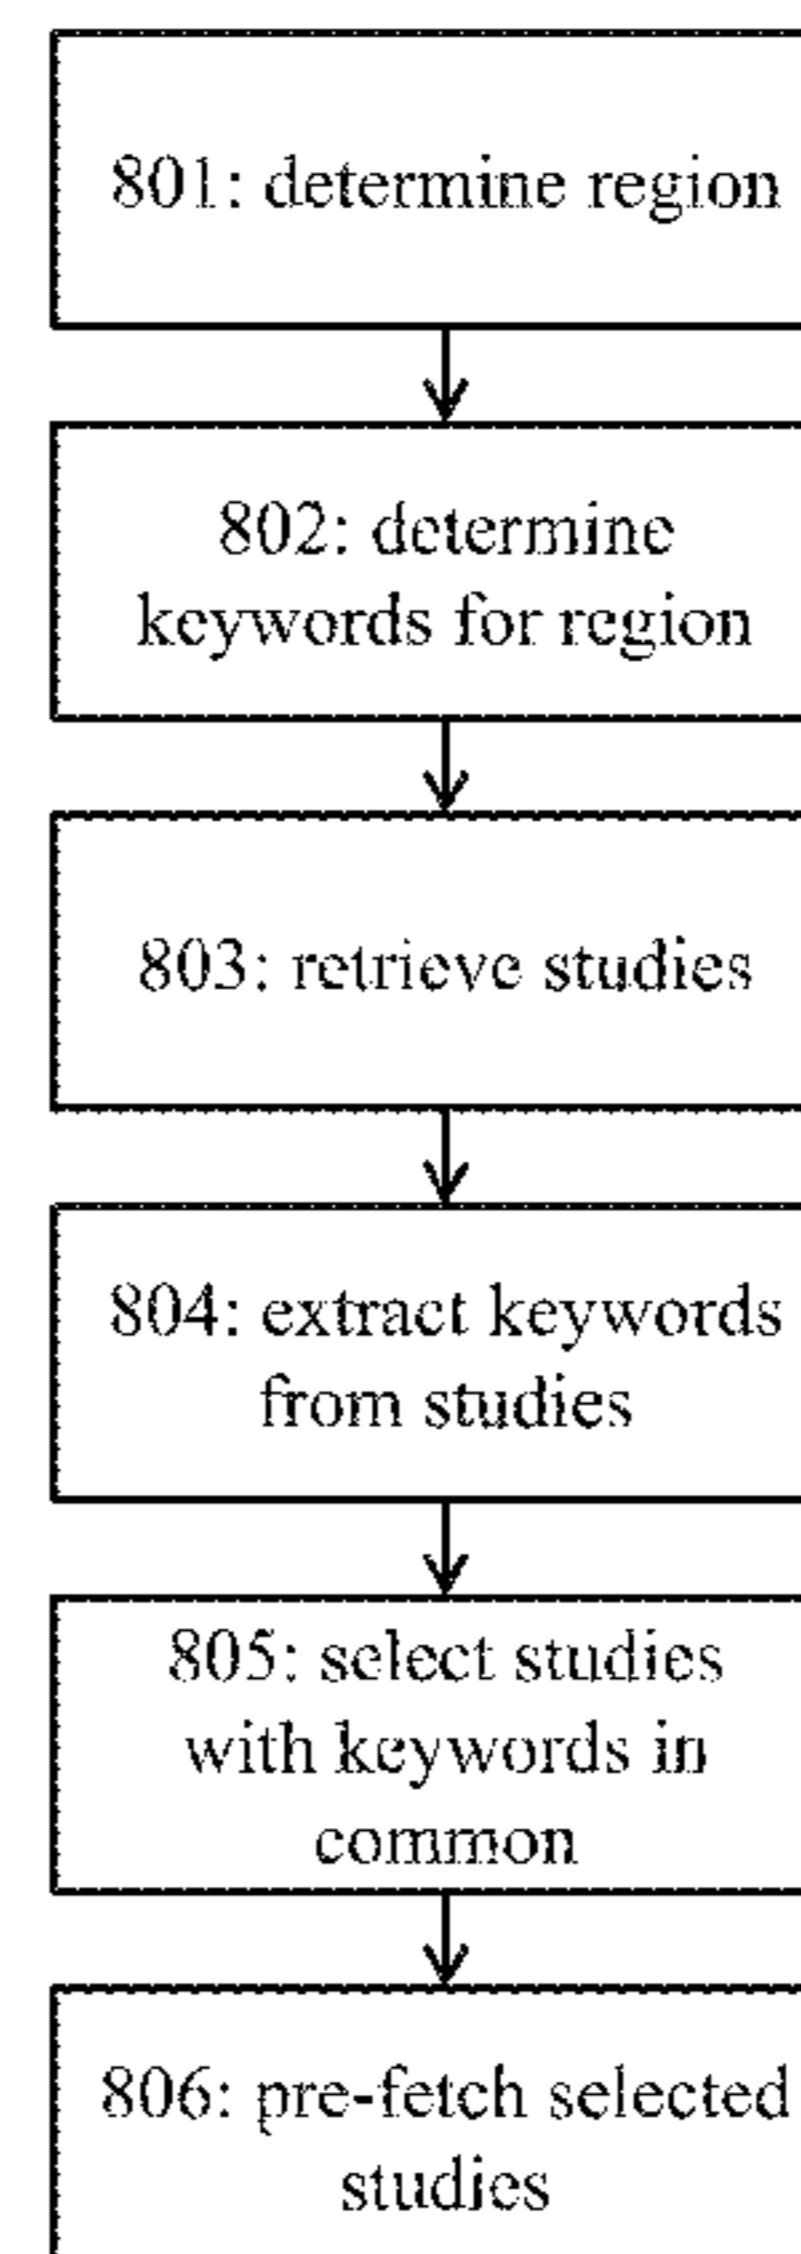 801: determine region
802: determine
keywords for region
803: retrieve studies
804: extract keywords
from studies
805: select studies
with keywords in
common
806: pre-fetch selected
studies